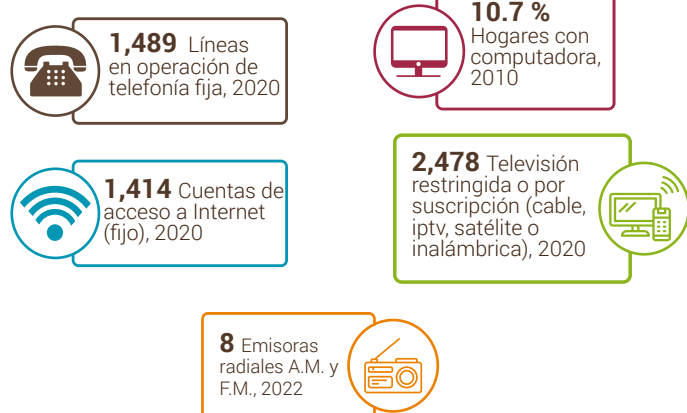 1,489 Líneas
en operación de
telefonía fija, 2020
10.7 %
Hogares con
computadora,
2010
1,414 Cuentas de
acceso a Internet
(fijo), 2020
2,478 Televisión
restringida o por
suscripción (cable,
iptv, satélite o
inalámbrica), 2020
8 Emisoras
radiales A.M. y
F.M., 2022